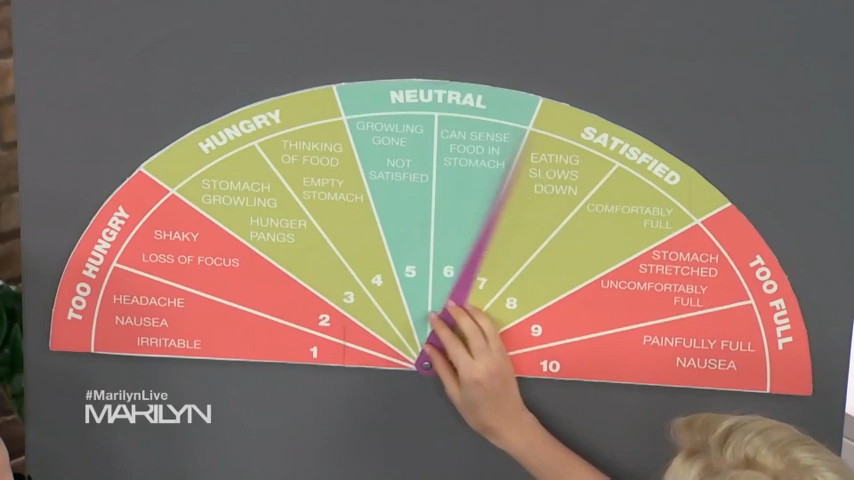 TOO HUNGRY
HEADACHE
NAUSEA
IRRITABLE
1
SHAKY
LOSS OF FOCUS
2
HUNGRY
STOMACH
GROWLING
HUNGER
PANGS
3
THINKING
OF FOOD
EMPTY
STOMACH
4
NEUTRAL
GROWLING
GONE
NOT
SATISFIED
5
CAN SENSE
FOOD IN
STOMACH
6
SATISFIED
EATING
SLOWS
DOWN
7
COMFORTABLY
FULL
8
TOO FULL
STOMACH
STRETCHED
UNCOMFORTABLY
FULL
9
PAINFULLY FULL
NAUSEA
10
#MarilynLive
MARILYN